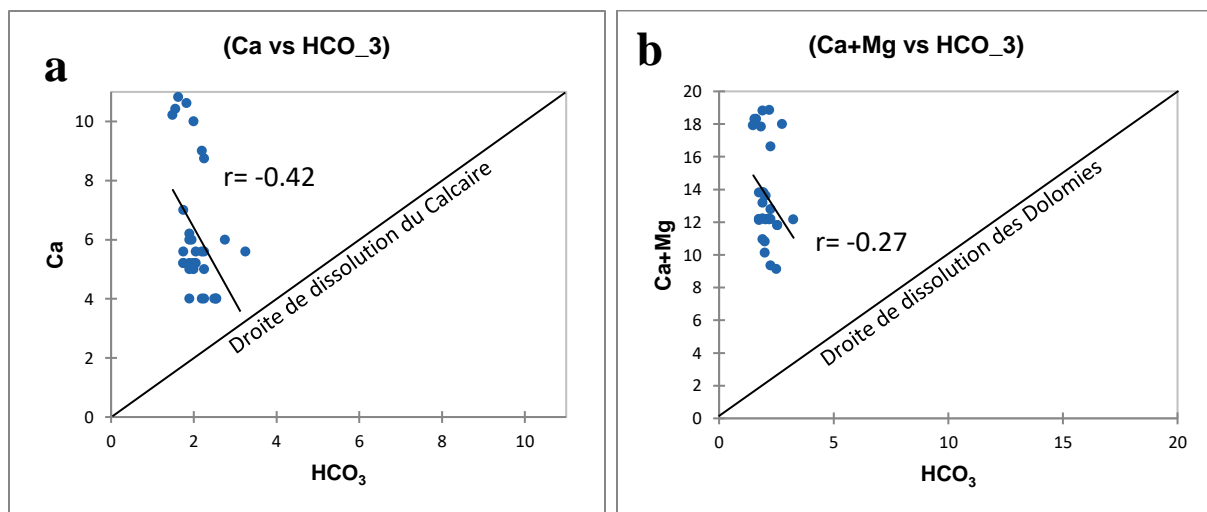 a
(Ca vs HCO_3)
10
8
6
4
2
0
0
2
4
6
8
10
Ca
HCO₃
r= -0.42
Droite de dissolution du Calcaire
b
(Ca+Mg vs HCO_3)
20
18
16
14
12
10
8
6
4
2
0
0
5
10
15
20
Ca+Mg
HCO₃
r= -0.27
Droite de dissolution des Dolomies